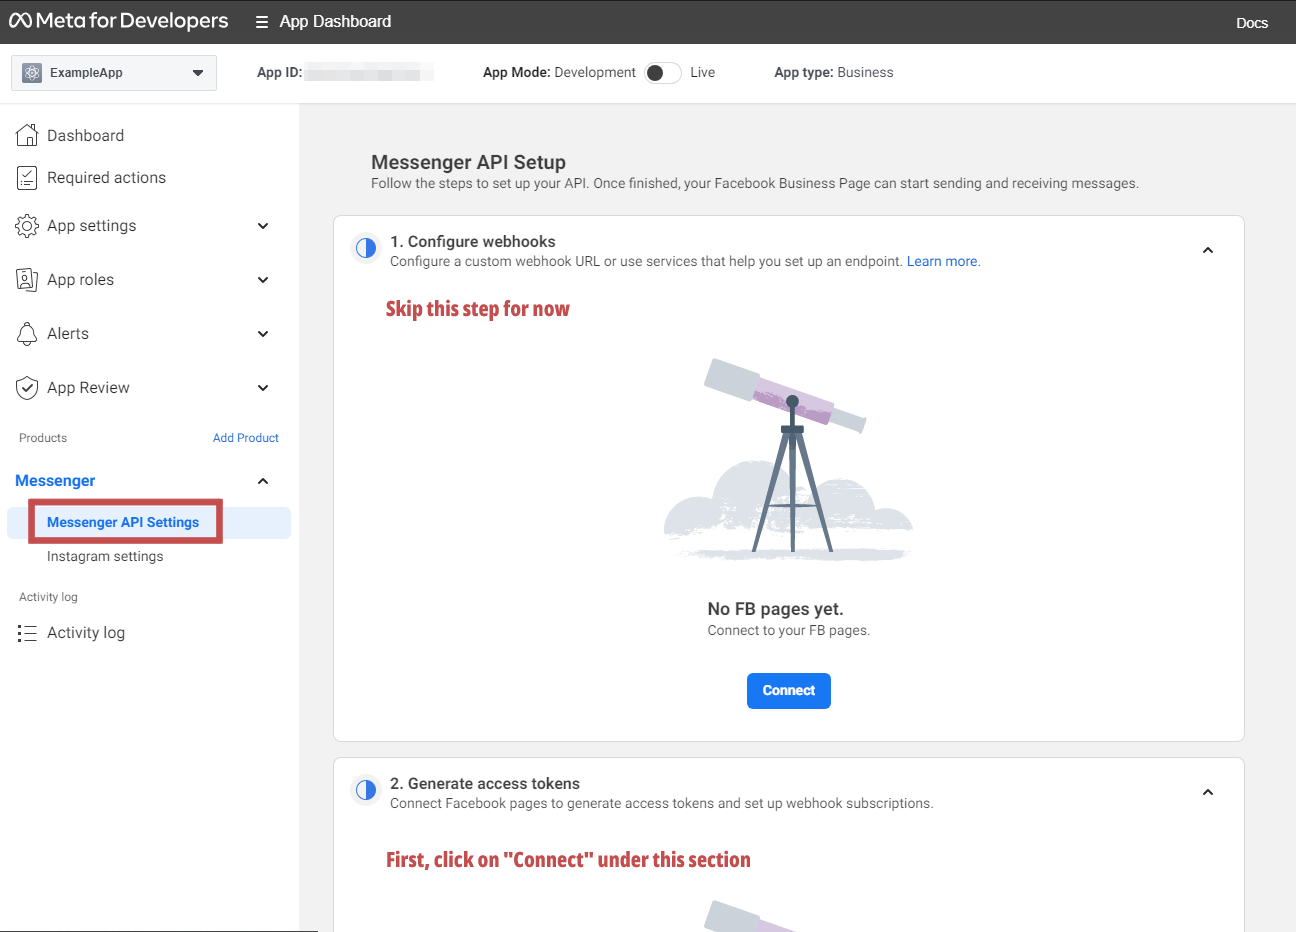 Meta for Developers
App Dashboard
Docs
ExampleApp
App ID:
App Mode: Development
Live
App type: Business
Dashboard
Required actions
App settings
App roles
Alerts
App Review
Products
Add Product
Messenger
Messenger API Settings
Instagram settings
Activity log
Activity log
Messenger API Setup
Follow the steps to set up your API. Once finished, your Facebook Business Page can start sending and receiving messages.
1. Configure webhooks
Configure a custom webhook URL or use services that help you set up an endpoint. Learn more.
Skip this step for now
No FB pages yet.
Connect to your FB pages.
Connect
2. Generate access tokens
Connect Facebook pages to generate access tokens and set up webhook subscriptions.
First, click on "Connect" under this section